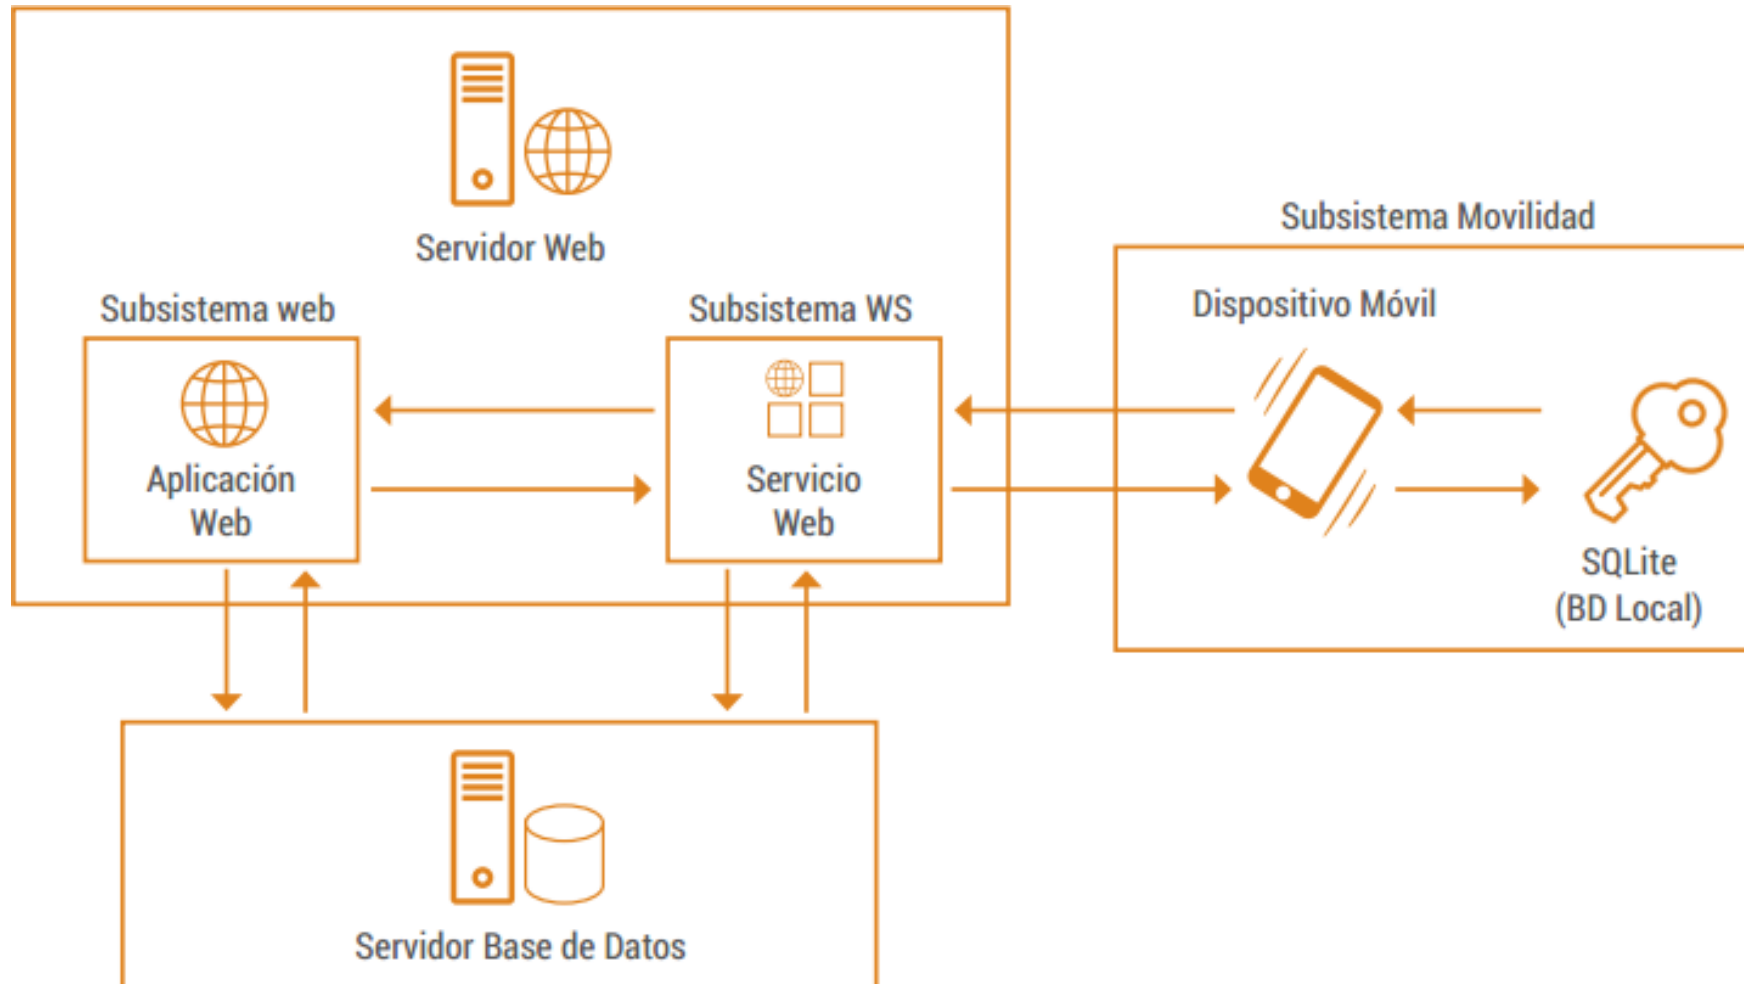 Servidor Web
Subsistema web
Subsistema WS
Aplicación
Web
Servicio
Web
Subsistema Movilidad
Dispositivo Móvil
SQLite
(BD Local)
Servidor Base de Datos